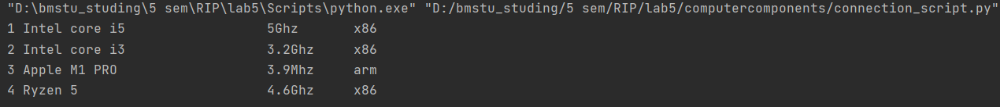 "D:\bmstu_studing\5 sem\RIP\lab5\Scripts\python.exe" "D:/bmstu_studing/5 sem/RIP/lab5/computercomponents/connection_script.py"
1 Intel core i5 5Ghz x86
2 Intel core i3 3.2Ghz x86
3 Apple M1 PRO 3.9Mhz arm
4 Ryzen 5 4.6Ghz x86